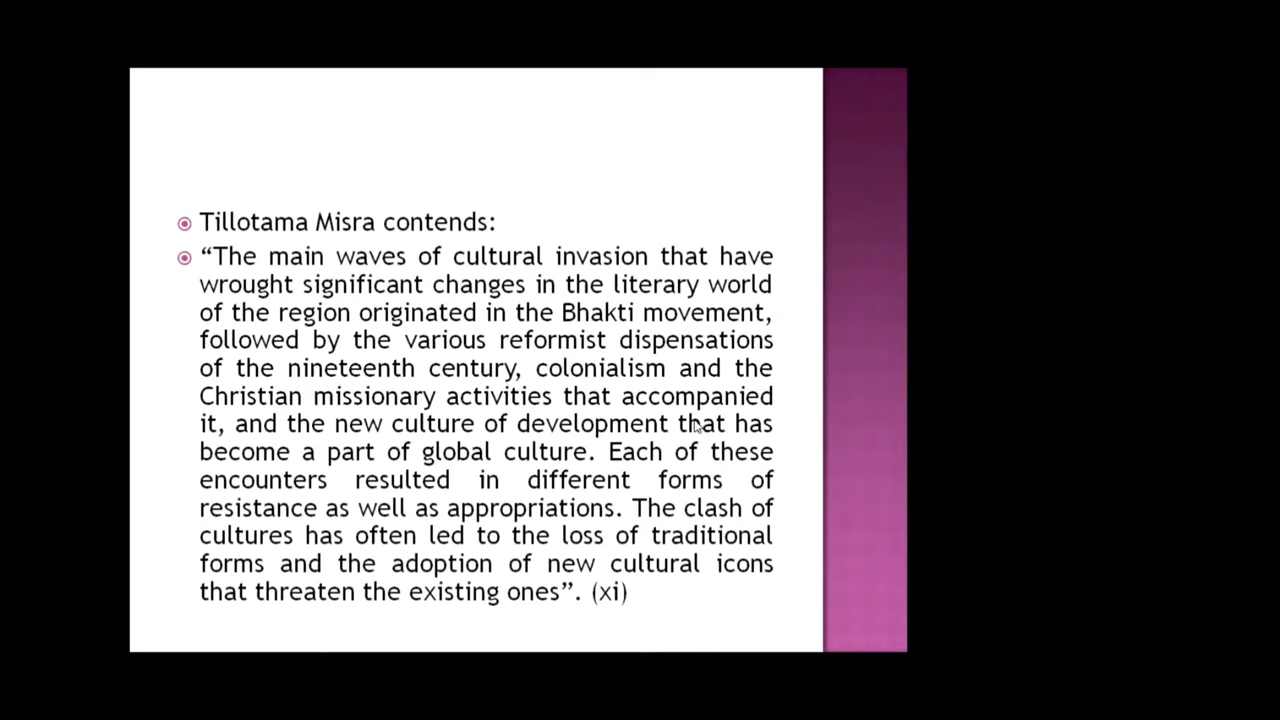 Tillotama Misra contends:
“The main waves of cultural invasion that have
wrought significant changes in the literary world
of the region originated in the Bhakti movement,
followed by the various reformist dispensations
of the nineteenth century, colonialism and the
Christian missionary activities that accompanied
it, and the new culture of development that has
become a part of global culture. Each of these
encounters resulted in different forms of
resistance as well as appropriations. The clash of
cultures has often led to the loss of traditional
forms and the adoption of new cultural icons
that threaten the existing ones”. (xi)